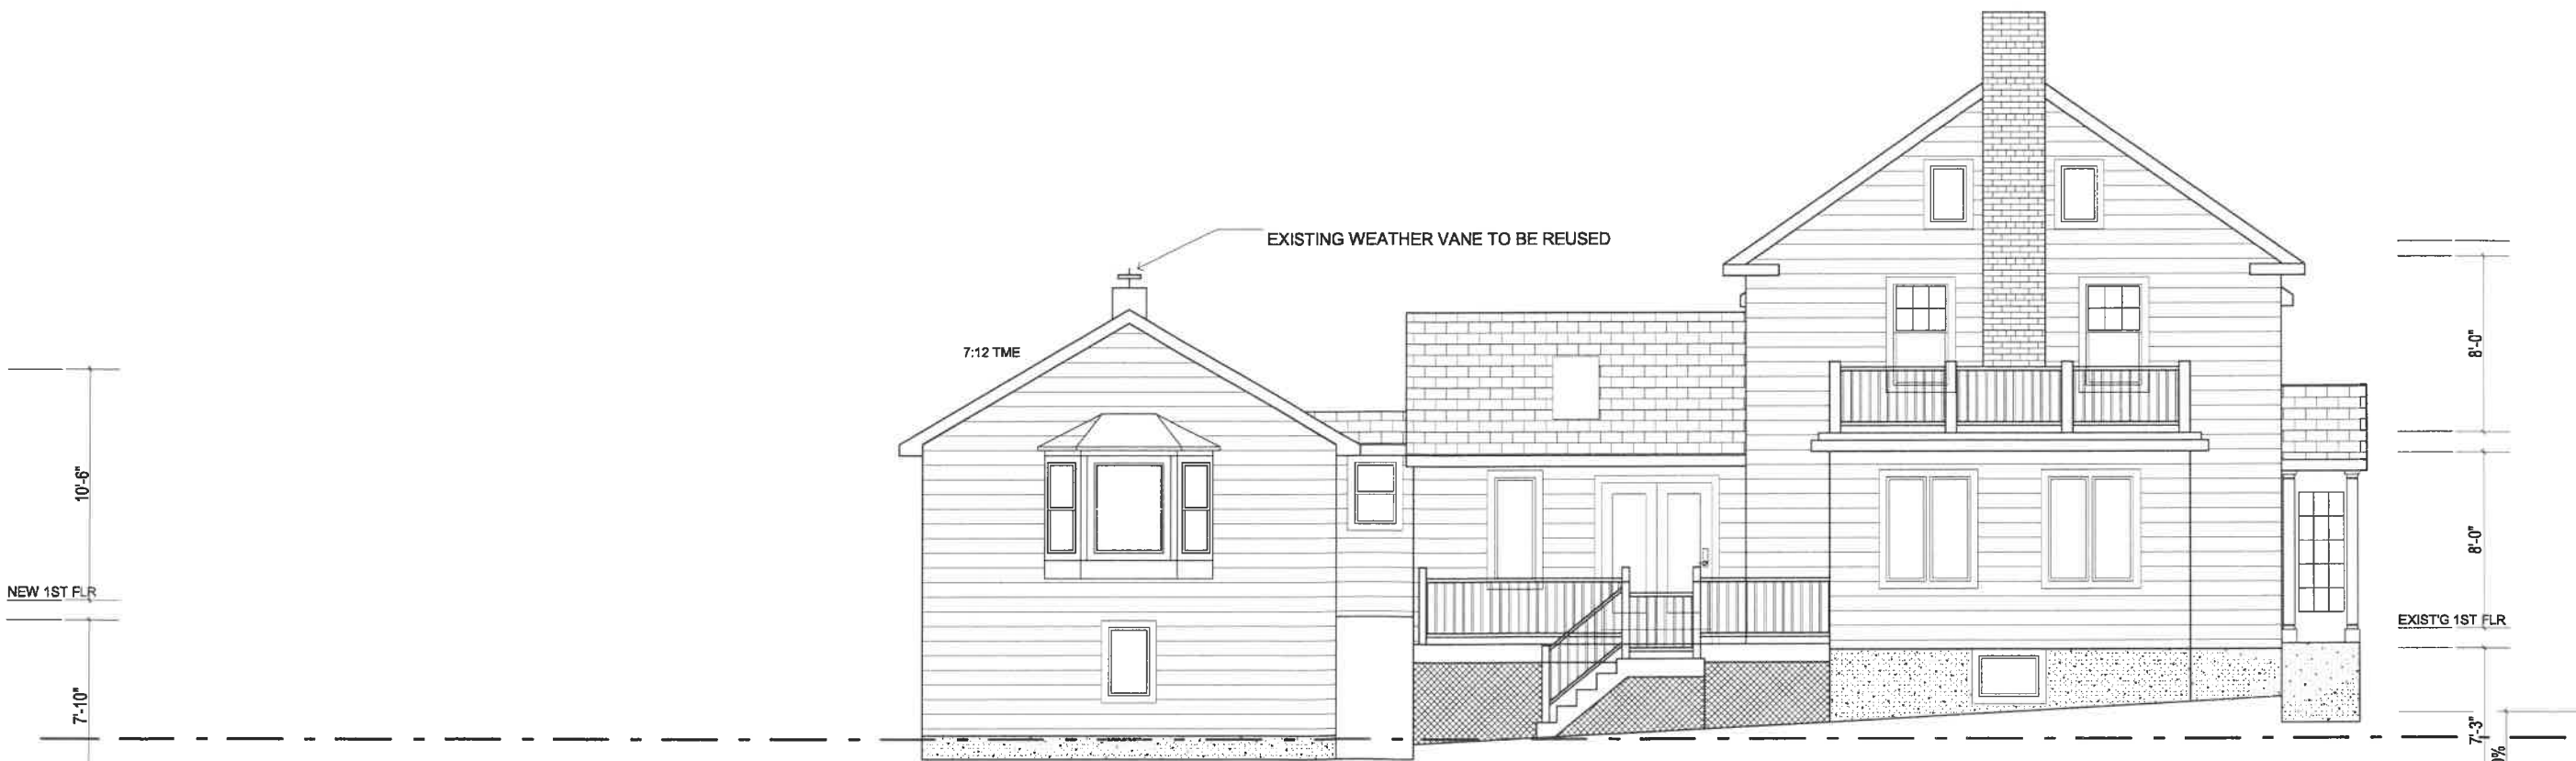 EXISTING WEATHER VANE TO BE REUSED
7:12 TME
10'-6"
NEW 1ST FLR
7'-10"
8'-0"
8'-0"
EXIST'G 1ST FLR
7'-3"